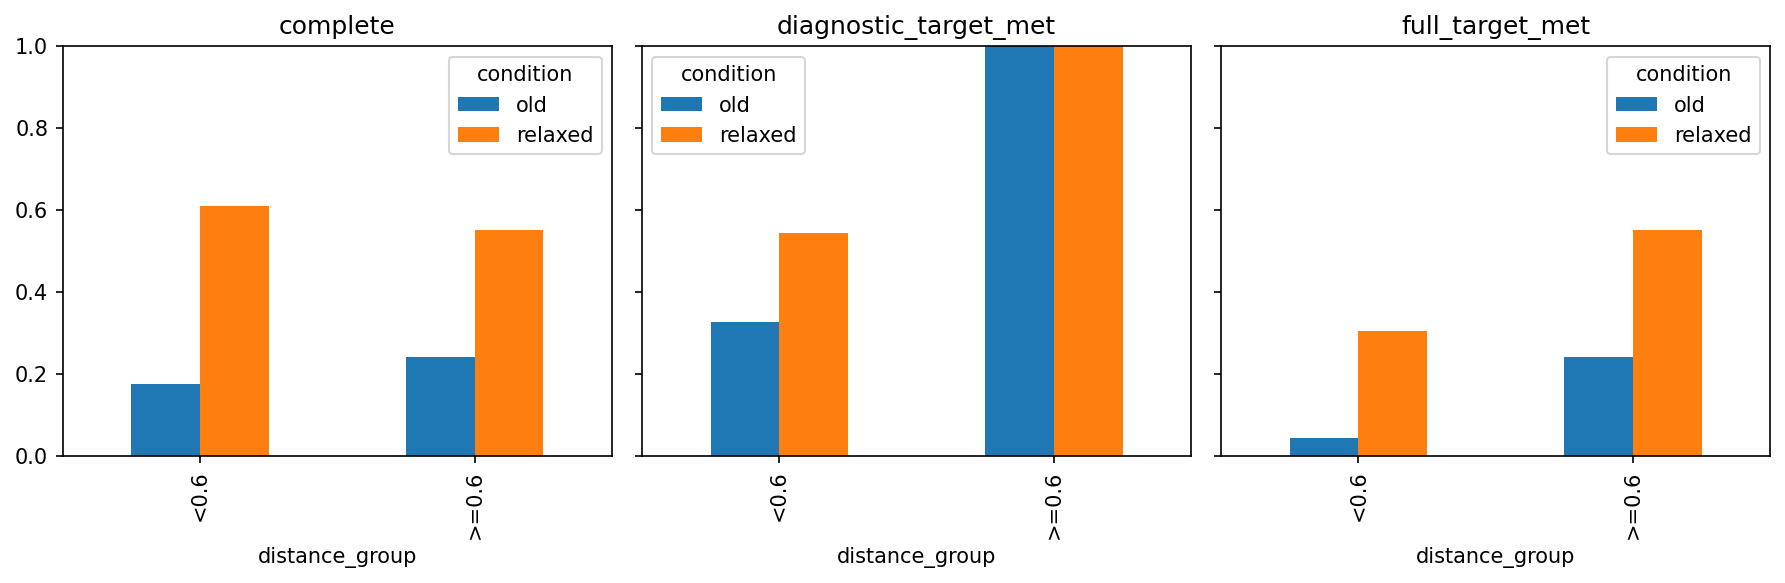 complete
1.0
0.8
0.6
0.4
0.2
0.0
condition
old
relaxed
<0.6
>=0.6
distance_group
diagnostic_target_met
condition
old
relaxed
<0.6
>=0.6
distance_group
full_target_met
condition
old
relaxed
<0.6
>=0.6
distance_group